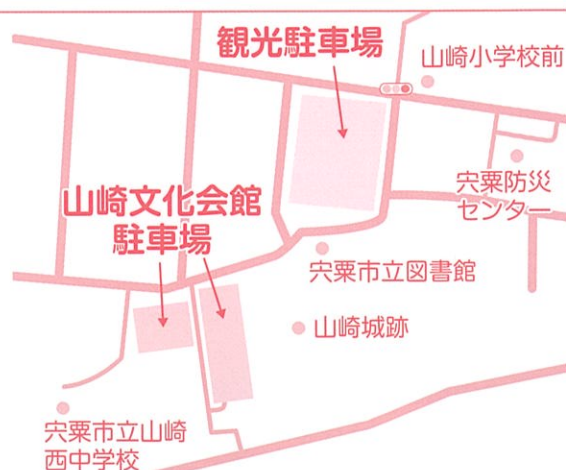 観光駐車場
山崎小学校前
宍粟防災
センター
山崎文化会館
駐車場
宍粟市立図書館
山崎城跡
宍粟市立山崎
西中学校